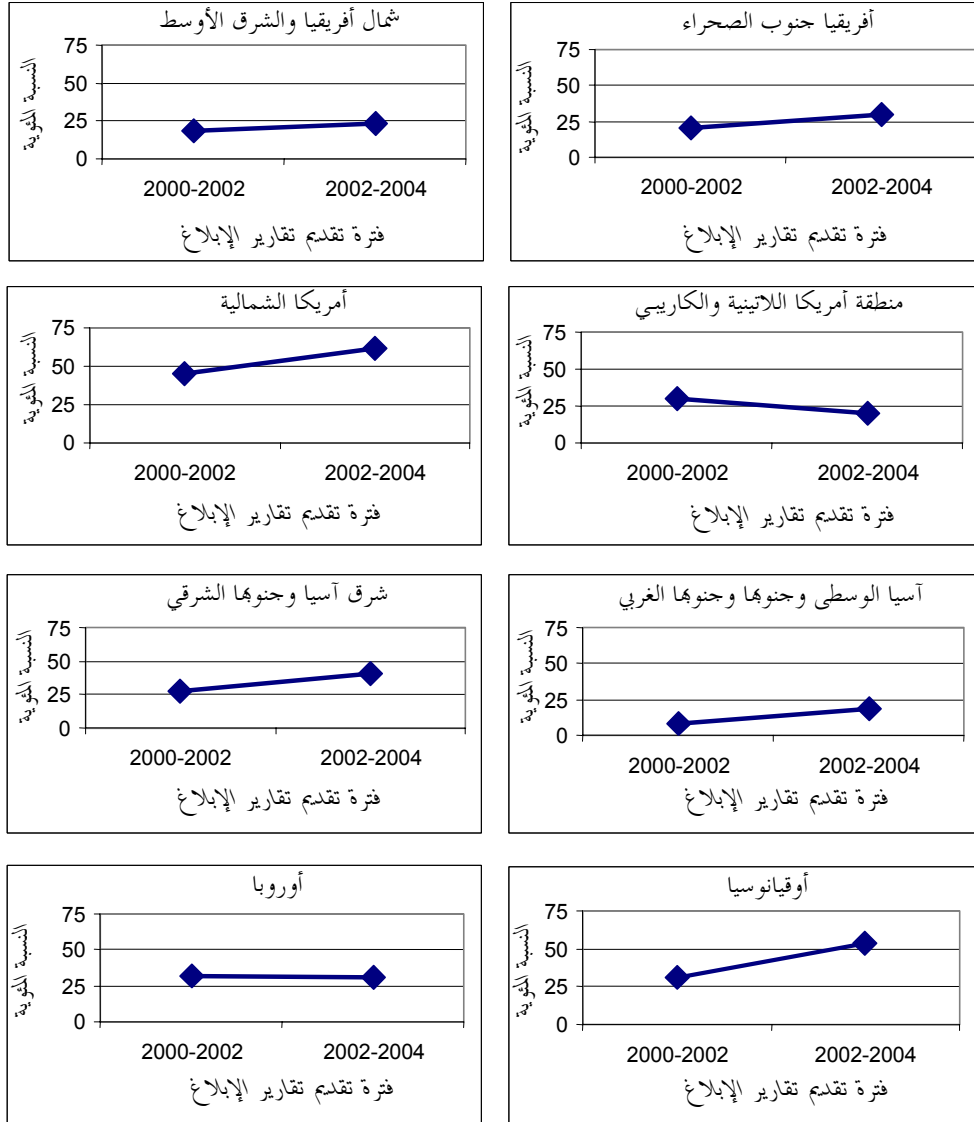 أفريقيا جنوب الصحراء
النسبة المئوية
75
50
25
0
2000-2002 2002-2004
فترة تقديم تقارير الإبلاغ
شمال أفريقيا والشرق الأوسط
النسبة المئوية
75
50
25
0
2000-2002 2002-2004
فترة تقديم تقارير الإبلاغ
منطقة أمريكا اللاتينية والكاريبـي
النسبة المئوية
75
50
25
0
2000-2002 2002-2004
فترة تقديم تقارير الإبلاغ
أمريكا الشمالية
النسبة المئوية
75
50
25
0
2000-2002 2002-2004
فترة تقديم تقارير الإبلاغ
آسيا الوسطى وجنوبها وجنوبها الغربي
النسبة المئوية
75
50
25
0
2000-2002 2002-2004
فترة تقديم تقارير الإبلاغ
شرق آسيا وجنوبها الشرقي
النسبة المئوية
75
50
25
0
2000-2002 2002-2004
فترة تقديم تقارير الإبلاغ
أوقيانوسيا
النسبة المئوية
75
50
25
0
2000-2002 2002-2004
فترة تقديم تقارير الإبلاغ
أوروبا
النسبة المئوية
75
50
25
0
2000-2002 2002-2004
فترة تقديم تقارير الإبلاغ